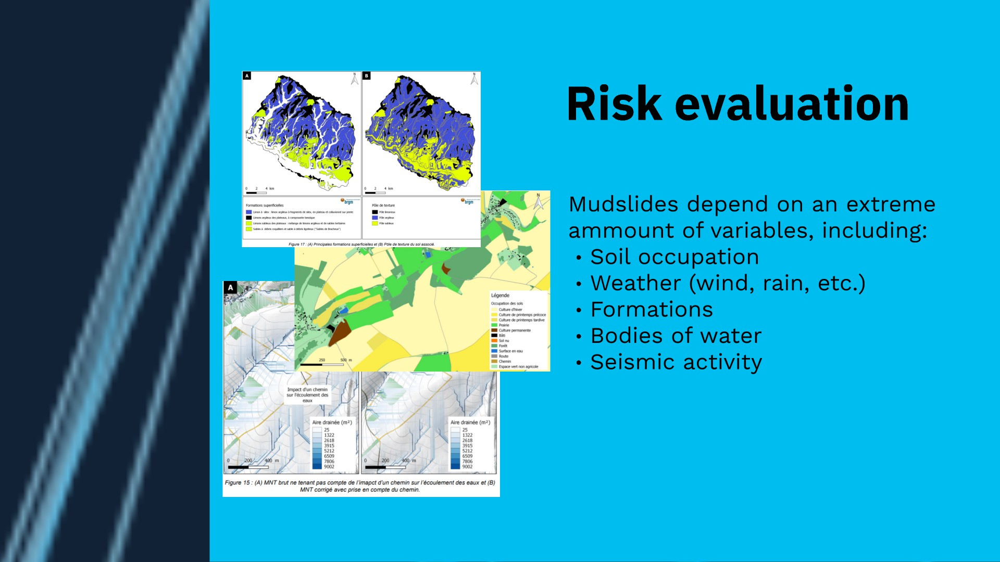 Risk evaluation
Mudslides depend on an extreme
ammount of variables, including:
• Soil occupation
• Weather (wind, rain, etc.)
• Formations
• Bodies of water
• Seismic activity
A
N
0 2 4 km
B
N
0 2 4 km
brgm
Formations superificielles
Limon à silex : limon argileux à fragments de silex, en plateau et colluvionné sur pente
Limons argileux des plateaux, à composante lœssique
Limons sableux des plateaux : mélange de limons argileux et de sables tertiaires
Sables à débris coquilliers et sable à débris ligniteux ("Sables de Bracheux")
brgm
Pôle de texture
Pôle limoneux
Pôle argileux
Pôle sableux
Figure 17 : (A) Principales formations superficielles et (B) Pôle de texture du sol associé.
N
Légende
Occupation des sols
Culture d'hiver
Culture de printemps précoce
Culture de printemps tardive
Prairie
Culture permanente
Bâti
Sol nu
Forêt
Surface en eau
Route
Chemin
Espace vert non agricole
0 250 500 m
A
Impact d'un chemin
sur l'écoulement des
eaux
Aire drainée (m²)
25
1322
2618
3915
5212
6509
7806
9002
0 200 400 m
Aire drainée (m²)
25
1322
2618
3915
5212
6509
7806
9002
0 200 400 m
Figure 15 : (A) MNT brut ne tenant pas compte de l'imapct d'un chemin sur l'écoulement des eaux et (B)
MNT corrigé avec prise en compte du chemin.